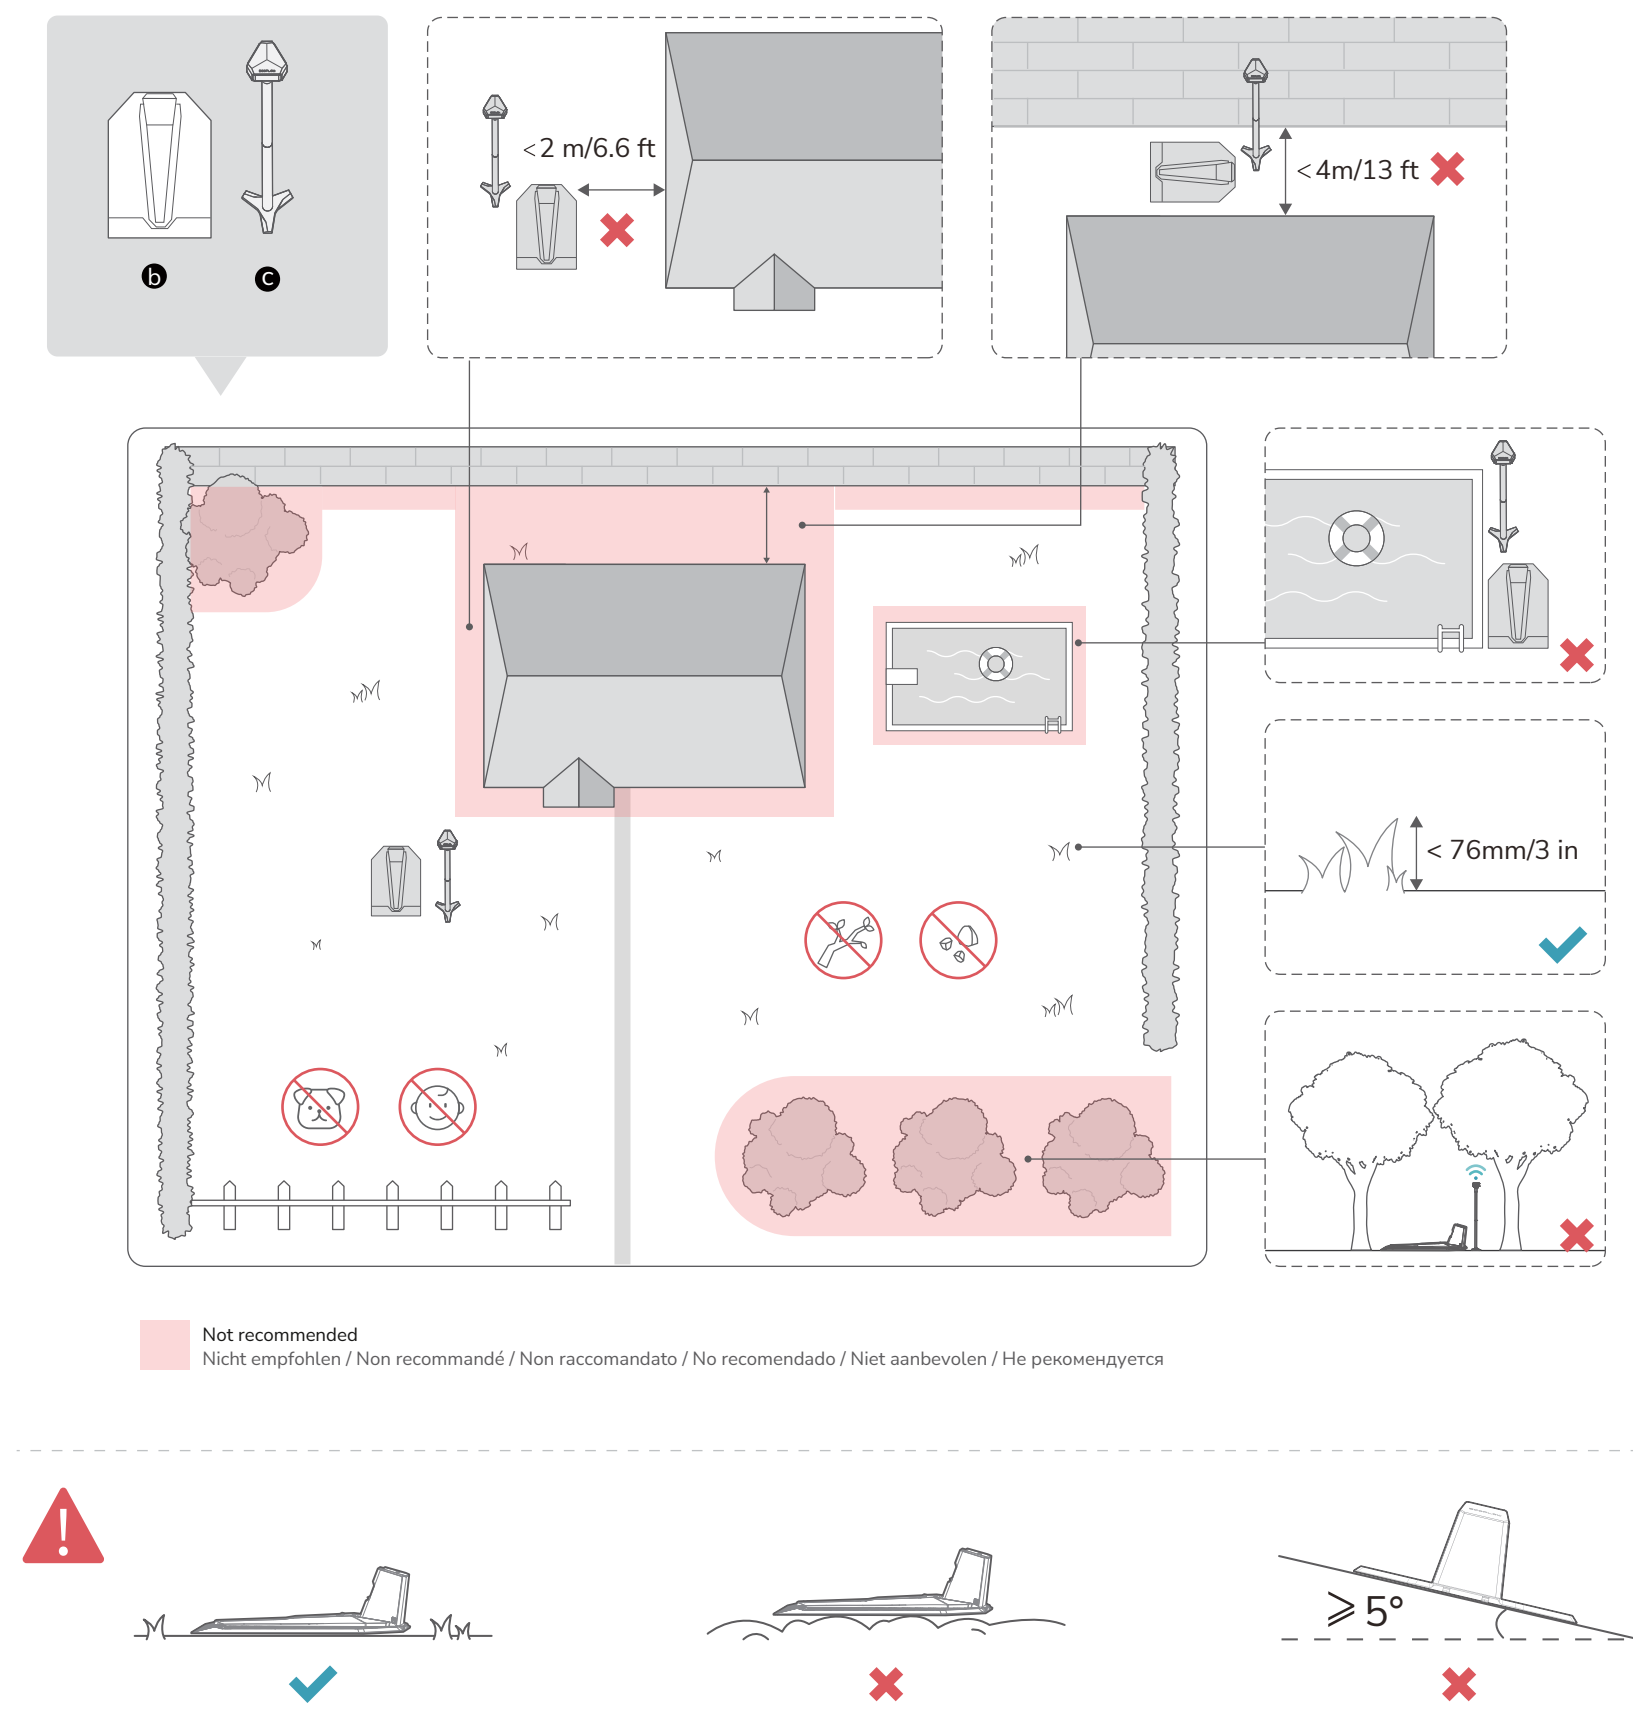 b
c
<2 m/6.6 ft
<4m/13 ft
< 76mm/3 in
Not recommended
Nicht empfohlen / Non recommandé / Non raccomandato / No recomendado / Niet aanbevolen / Не рекомендуется
!
⩾5°